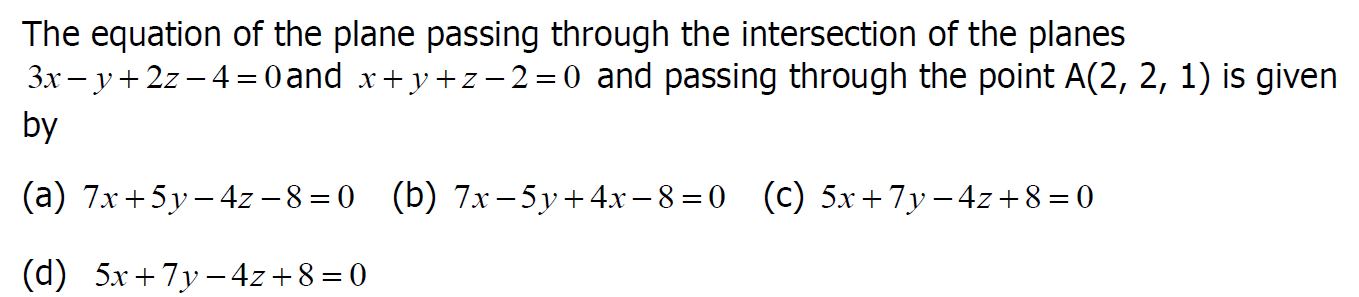 The equation of the plane passing through the intersection of the planes
3x − y + 2z − 4 = 0 and x + y + z − 2 = 0 and passing through the point A(2, 2, 1) is given
by
(a) 7x + 5y − 4z − 8 = 0 (b) 7x − 5y + 4x − 8 = 0 (c) 5x + 7y − 4z + 8 = 0
(d) 5x + 7y − 4z + 8 = 0